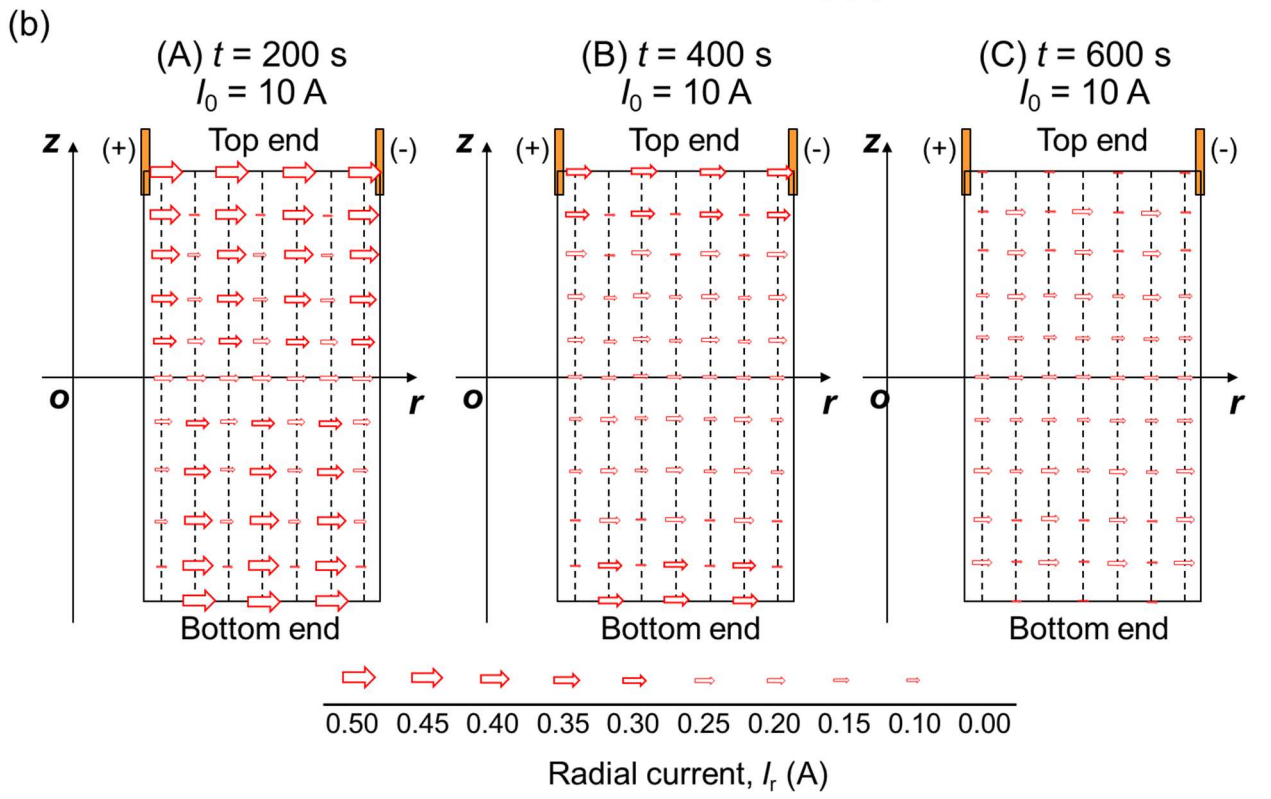 (b)
(A) t = 200 s
I0 = 10 A
(B) t = 400 s
I0 = 10 A
(C) t = 600 s
I0 = 10 A
z (+) Top end (-)
z (+) Top end (-)
z (+) Top end (-)
o r
o r
o r
Bottom end
Bottom end
Bottom end
0.50 0.45 0.40 0.35 0.30 0.25 0.20 0.15 0.10 0.00
Radial current, Ir (A)